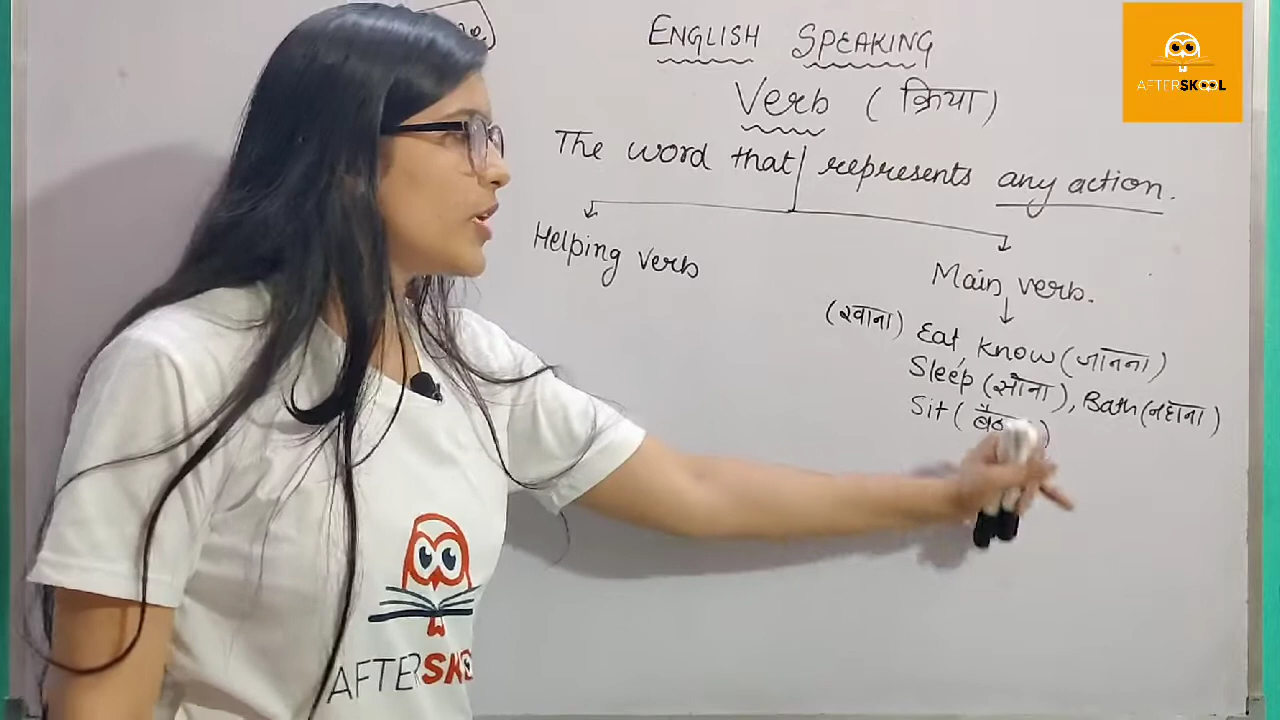 ENGLISH SPEAKING
Verb (क्रिया)
The word that represents any action.
Helping verb
Main verb.
(खाना) Eat, know (जानना)
Sleep (सोना), Bath (नहाना)
Sit (
AFTERSKOOL
AFTERSK